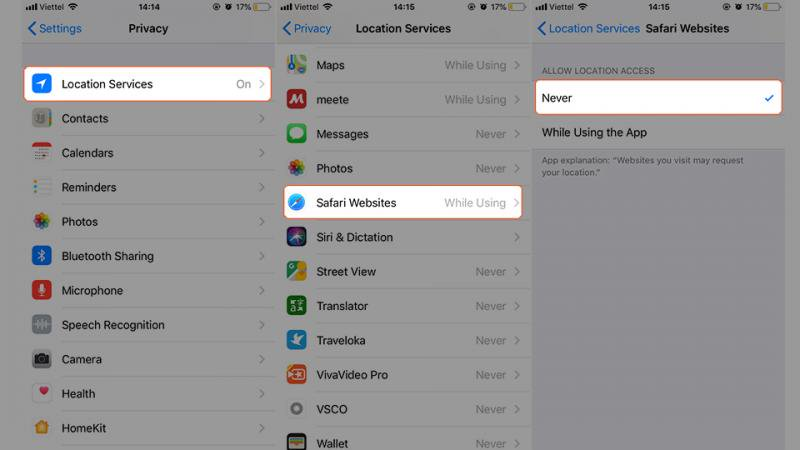 Viettel 14:14 17%
Settings Privacy
Location Services On
Contacts
Calendars
Reminders
Photos
Bluetooth Sharing
Microphone
Speech Recognition
Camera
Health
HomeKit
Viettel 14:15 17%
Privacy Location Services
Maps While Using
meete While Using
Messages Never
Photos Never
Safari Websites While Using
Siri & Dictation
Street View Never
Translator Never
Traveloka Never
VivaVideo Pro Never
VSCO Never
Wallet Never
Viettel 14:15 17%
Location Services Safari Websites
ALLOW LOCATION ACCESS
Never
While Using the App
App explanation: “Websites you visit may request
your location.”